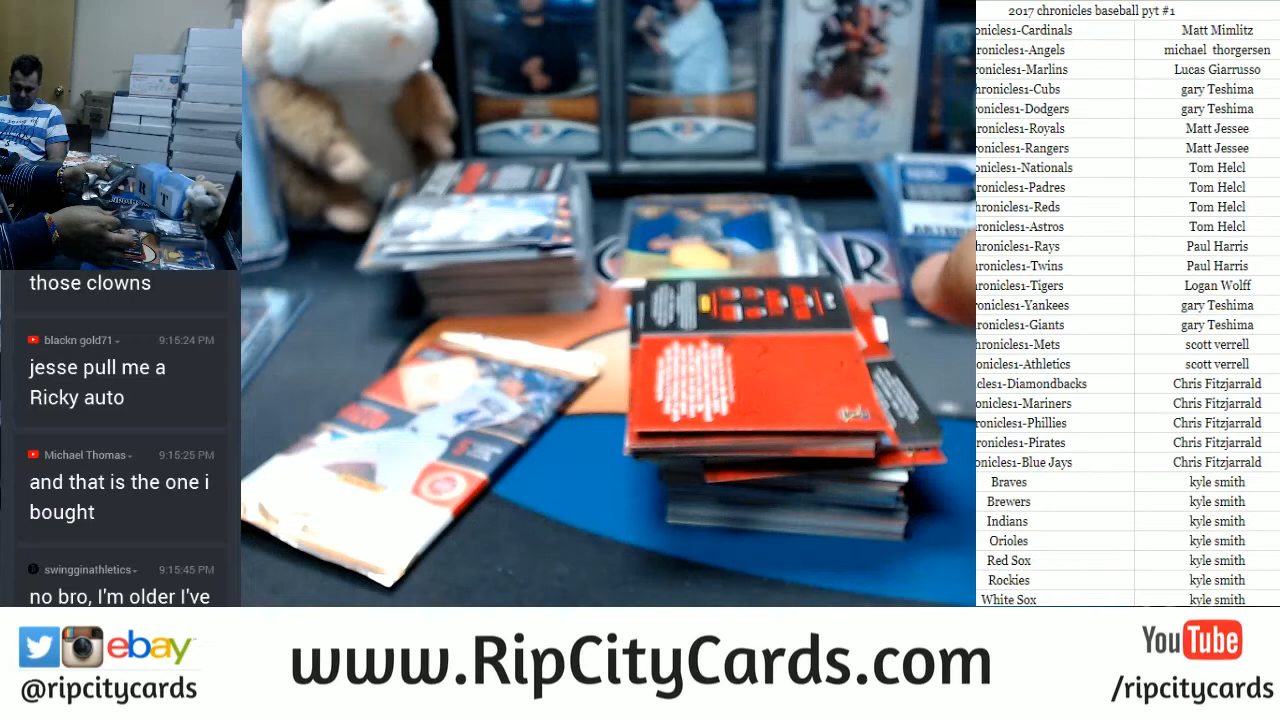 2017 chronicles baseball pyt #1
onicles1-Cardinals Matt Mimlitz
ronicles1-Angels michael thorgersen
ronicles1-Marlins Lucas Giarrusso
ronicles1-Cubs gary Teshima
ronicles1-Dodgers gary Teshima
ronicles1-Royals Matt Jessee
ronicles1-Rangers Matt Jessee
onicles1-Nationals Tom Helcl
ronicles1-Padres Tom Helcl
ronicles1-Reds Tom Helcl
ronicles1-Astros Tom Helcl
hronicles1-Rays Paul Harris
ronicles1-Twins Paul Harris
ronicles1-Tigers Logan Wolff
ronicles1-Yankees gary Teshima
ronicles1-Giants gary Teshima
hronicles1-Mets scott verrell
ronicles1-Athletics scott verrell
icles1-Diamondbacks Chris Fitzjarrald
onicles1-Mariners Chris Fitzjarrald
ronicles1-Phillies Chris Fitzjarrald
ronicles1-Pirates Chris Fitzjarrald
onicles1-Blue Jays Chris Fitzjarrald
Braves kyle smith
Brewers kyle smith
Indians kyle smith
Orioles kyle smith
Red Sox kyle smith
Rockies kyle smith
White Sox kyle smith
those clowns
blackn gold71 9:15:24 PM
jesse pull me a
Ricky auto
Michael Thomas 9:15:25 PM
and that is the one i
bought
swingginathletics 9:15:45 PM
no bro, I'm older I've
ebay
@ripcitycards
www.RipCityCards.com
YouTube
/ripcitycards